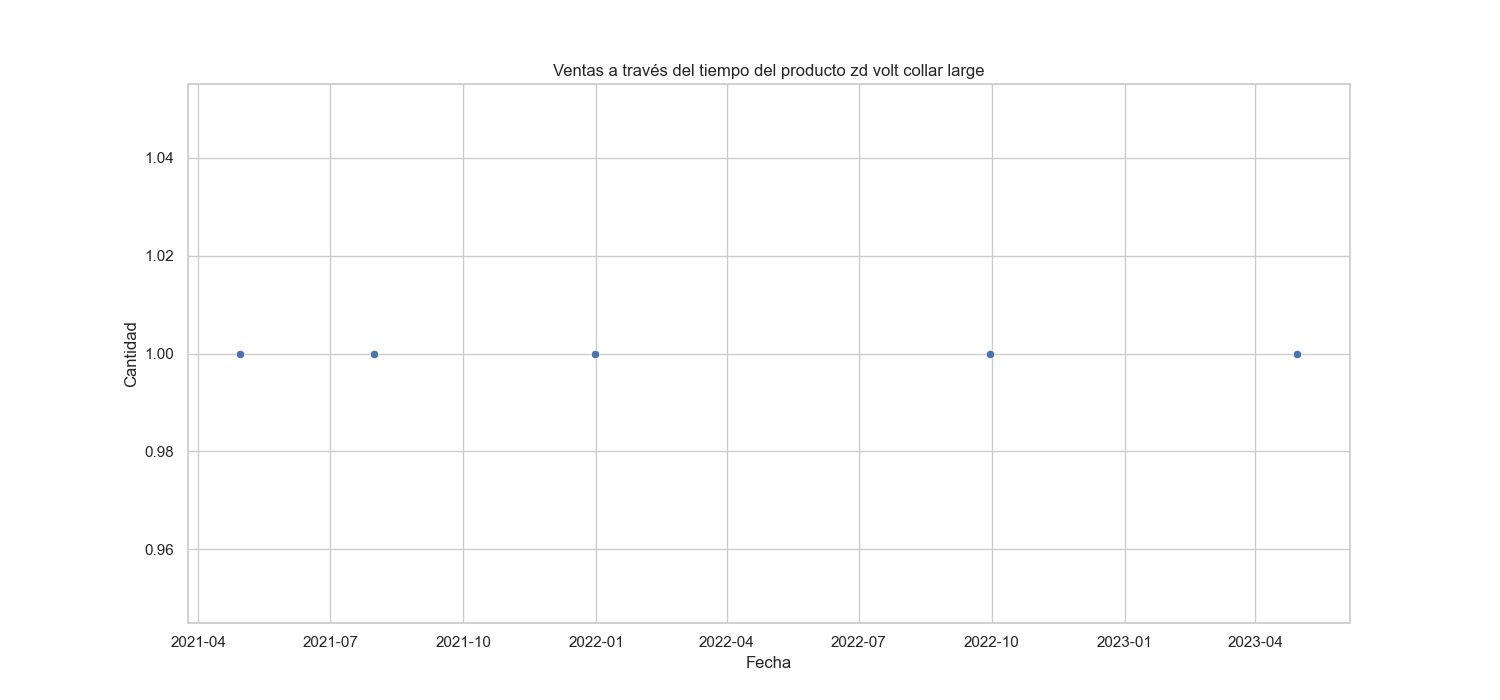 Ventas a través del tiempo del producto zd volt collar large
1.04
1.02
1.00
0.98
0.96
Cantidad
2021-04 2021-07 2021-10 2022-01 2022-04 2022-07 2022-10 2023-01 2023-04
Fecha